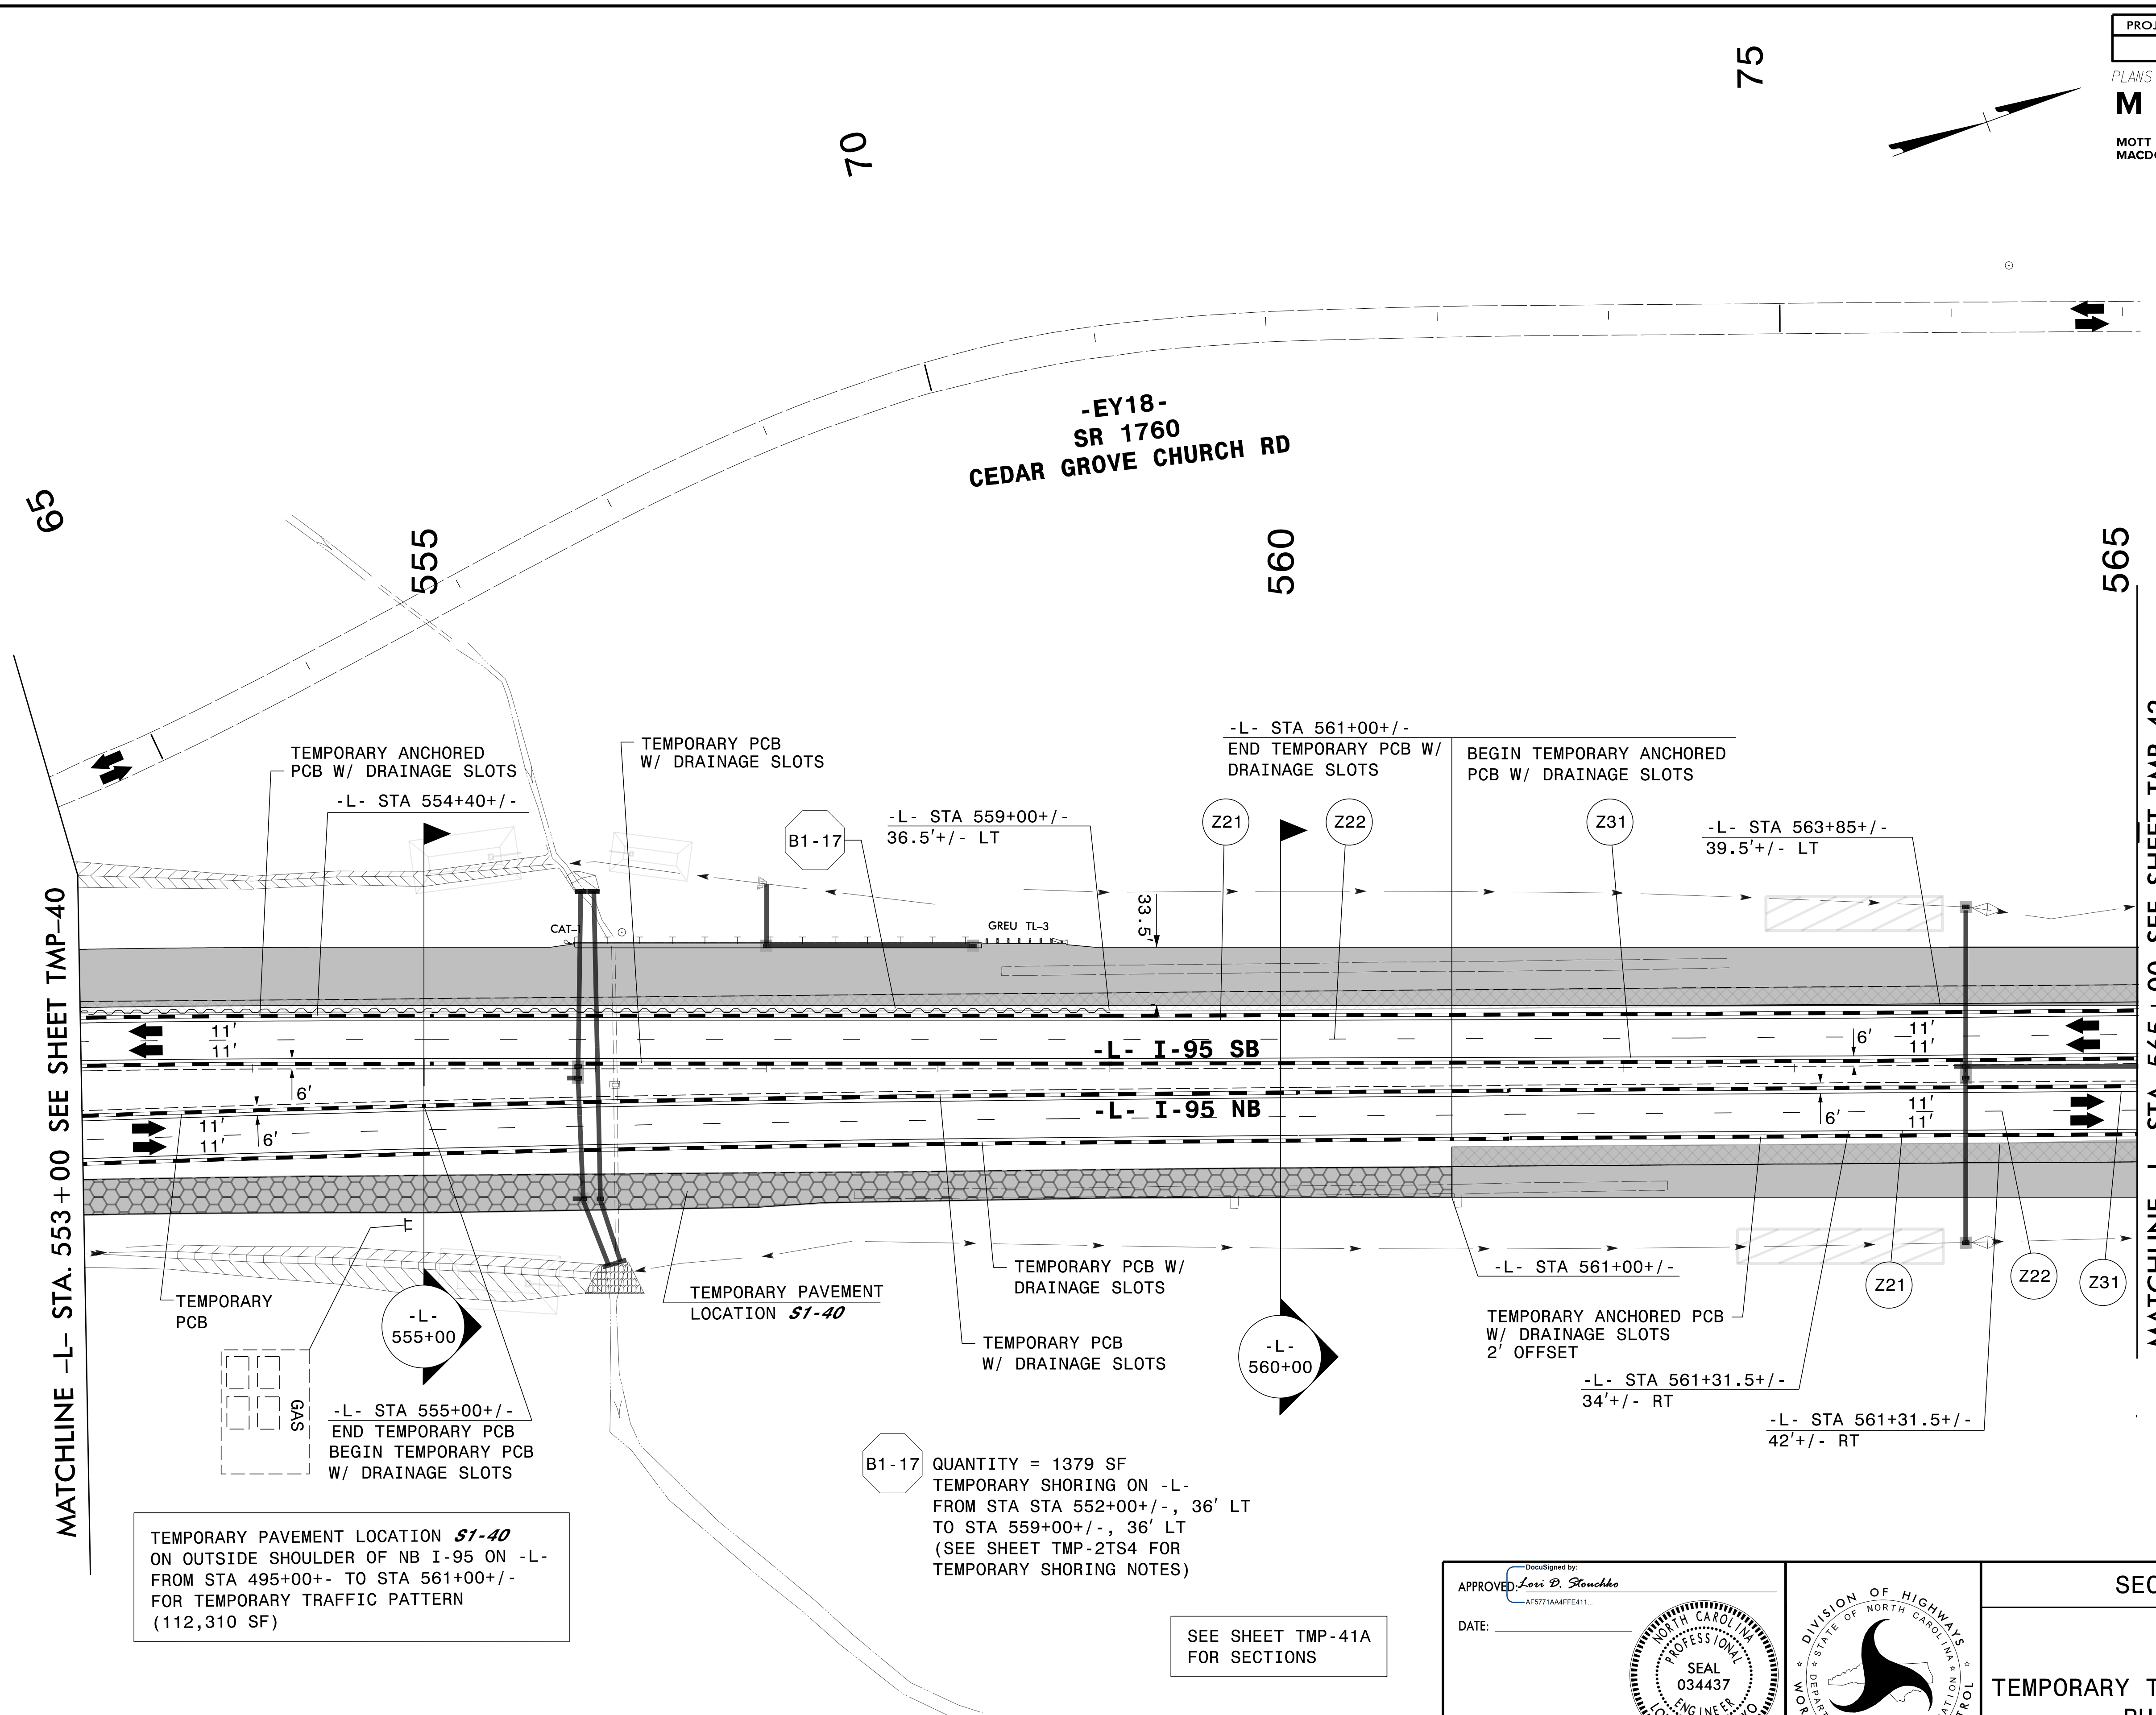 PROJ
PLANS
M
MOTT
MACD
75
70
65
-EY18-
SR 1760
CEDAR GROVE CHURCH RD
555
560
565
TEMPORARY ANCHORED
PCB W/ DRAINAGE SLOTS
-L- STA 554+40+/-
TEMPORARY PCB
W/ DRAINAGE SLOTS
B1-17
-L- STA 559+00+/-
36.5'+/- LT
-L- STA 561+00+/-
END TEMPORARY PCB W/
DRAINAGE SLOTS
BEGIN TEMPORARY ANCHORED
PCB W/ DRAINAGE SLOTS
Z21
Z22
Z31
-L- STA 563+85+/-
39.5'+/- LT
MATCHLINE -L- STA. 553+00 SEE SHEET TMP-40
CAT-1
GREU TL-3
33.5'
11'
11'
-L- I-95 SB
6'
11'
11'
6'
-L- I-95 NB
11'
11'
6'
6'
11'
11'
TEMPORARY
PCB
-L-
555+00
TEMPORARY PAVEMENT
LOCATION S1-40
TEMPORARY PCB W/
DRAINAGE SLOTS
TEMPORARY PCB
W/ DRAINAGE SLOTS
-L-
560+00
-L- STA 561+00+/-
TEMPORARY ANCHORED PCB
W/ DRAINAGE SLOTS
2' OFFSET
Z21
Z22
Z31
-L- STA 561+31.5+/-
34'+/- RT
-L- STA 561+31.5+/-
42'+/- RT
GAS
-L- STA 555+00+/-
END TEMPORARY PCB
BEGIN TEMPORARY PCB
W/ DRAINAGE SLOTS
B1-17
QUANTITY = 1379 SF
TEMPORARY SHORING ON -L-
FROM STA STA 552+00+/-, 36' LT
TO STA 559+00+/-, 36' LT
(SEE SHEET TMP-2TS4 FOR
TEMPORARY SHORING NOTES)
TEMPORARY PAVEMENT LOCATION S1-40
ON OUTSIDE SHOULDER OF NB I-95 ON -L-
FROM STA 495+00+- TO STA 561+00+/-
FOR TEMPORARY TRAFFIC PATTERN
(112,310 SF)
SEE SHEET TMP-41A
FOR SECTIONS
DocuSigned by:
APPROVED: Lori D. Stouchko
AF5771AA4FFE411...
DATE:
NORTH CAROLINA
PROFESSIONAL
SEAL
034437
ENGINEER
DIVISION OF HIGHWAYS
STATE OF NORTH CAROLINA
SEC
TEMPORARY T